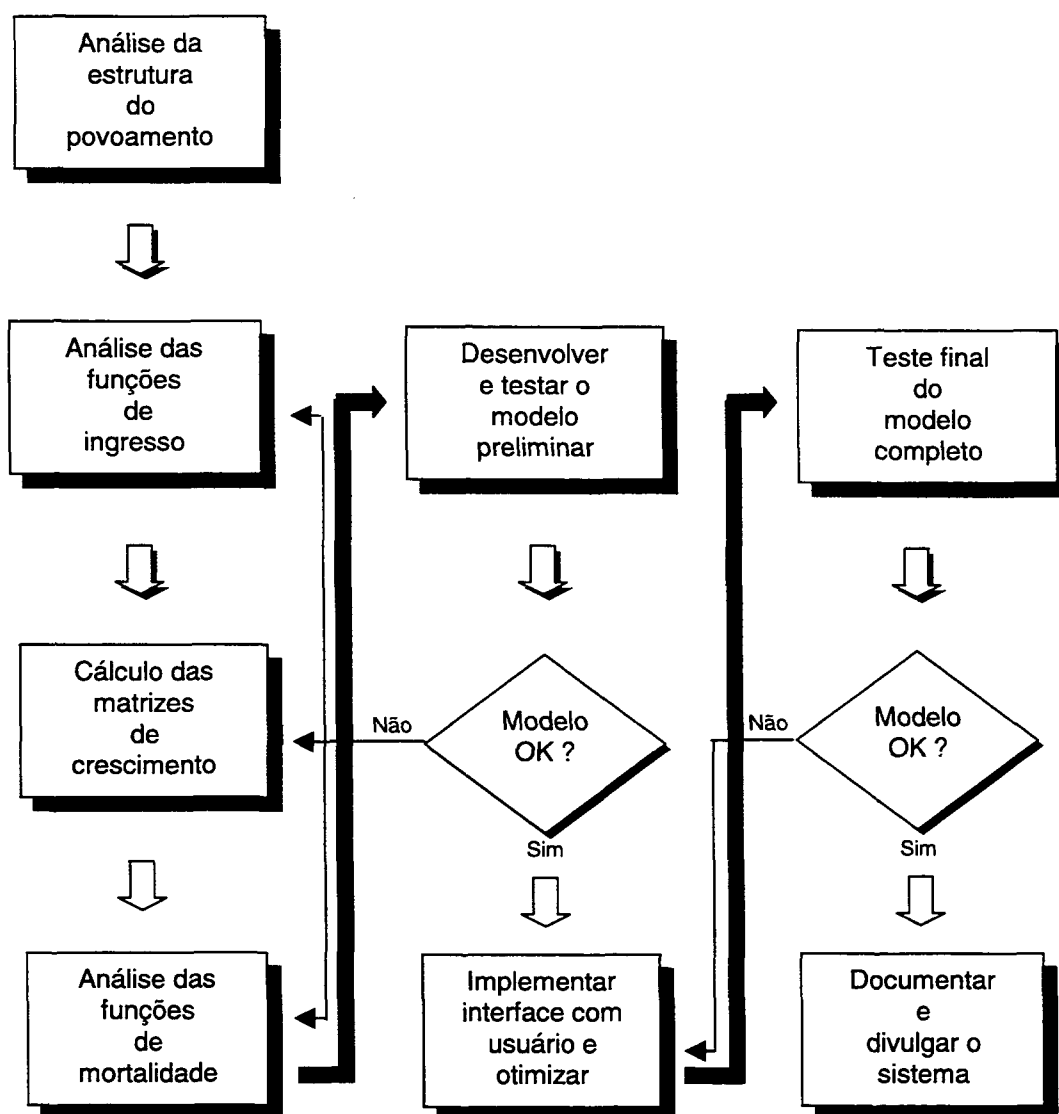 Análise da
estrutura
do
povoamento
Análise das
funções
de
ingresso
Cálculo das
matrizes
de
crescimento
Análise das
funções
de
mortalidade
Desenvolver
e testar o
modelo
preliminar
Não
Modelo
OK ?
Sim
Implementar
interface com
usuário e
otimizar
Teste final
do
modelo
completo
Não
Modelo
OK ?
Sim
Documentar
e
divulgar o
sistema